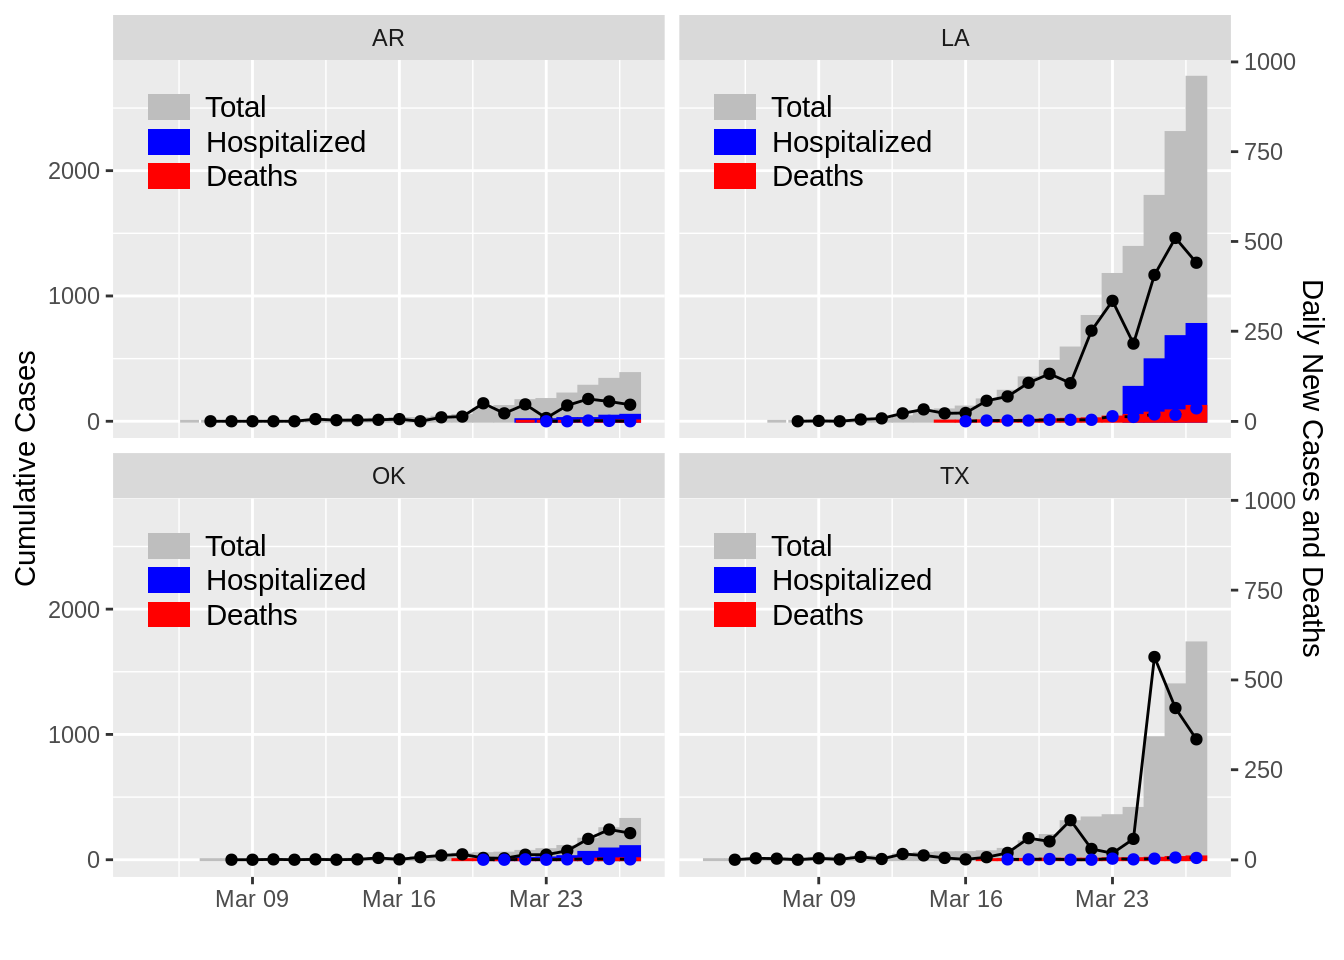 AR
LA
Total
Hospitalized
Deaths
Total
Hospitalized
Deaths
2000
1000
0
1000
750
500
250
0
Cumulative Cases
Daily New Cases and Deaths
OK
TX
Total
Hospitalized
Deaths
Total
Hospitalized
Deaths
2000
1000
0
1000
750
500
250
0
Mar 09
Mar 16
Mar 23
Mar 09
Mar 16
Mar 23